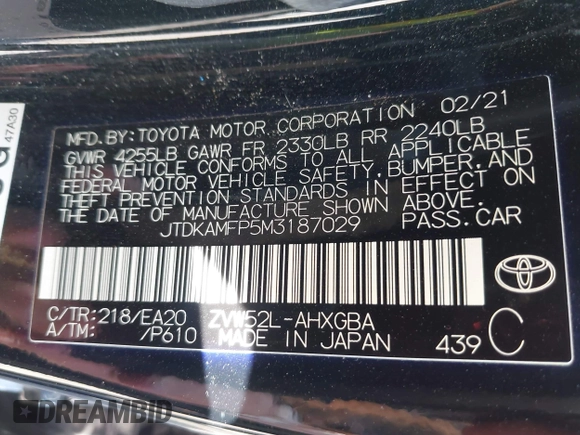 47A30
MFD. BY: TOYOTA MOTOR CORPORATION 02/21
GVWR 4255LB GAWR FR 2330LB RR 2240LB
THIS VEHICLE CONFORMS TO ALL APPLICABLE
FEDERAL MOTOR VEHICLE SAFETY, BUMPER, AND
THEFT PREVENTION STANDARDS IN EFFECT ON
THE DATE OF MANUFACTURE SHOWN ABOVE.
JTDKAMFP5M3187029 PASS. CAR
C/TR: 218/EA20 ZVW52L-AHXGBA
A/TM: /P610 MADE IN JAPAN 439 C
DREAMBID